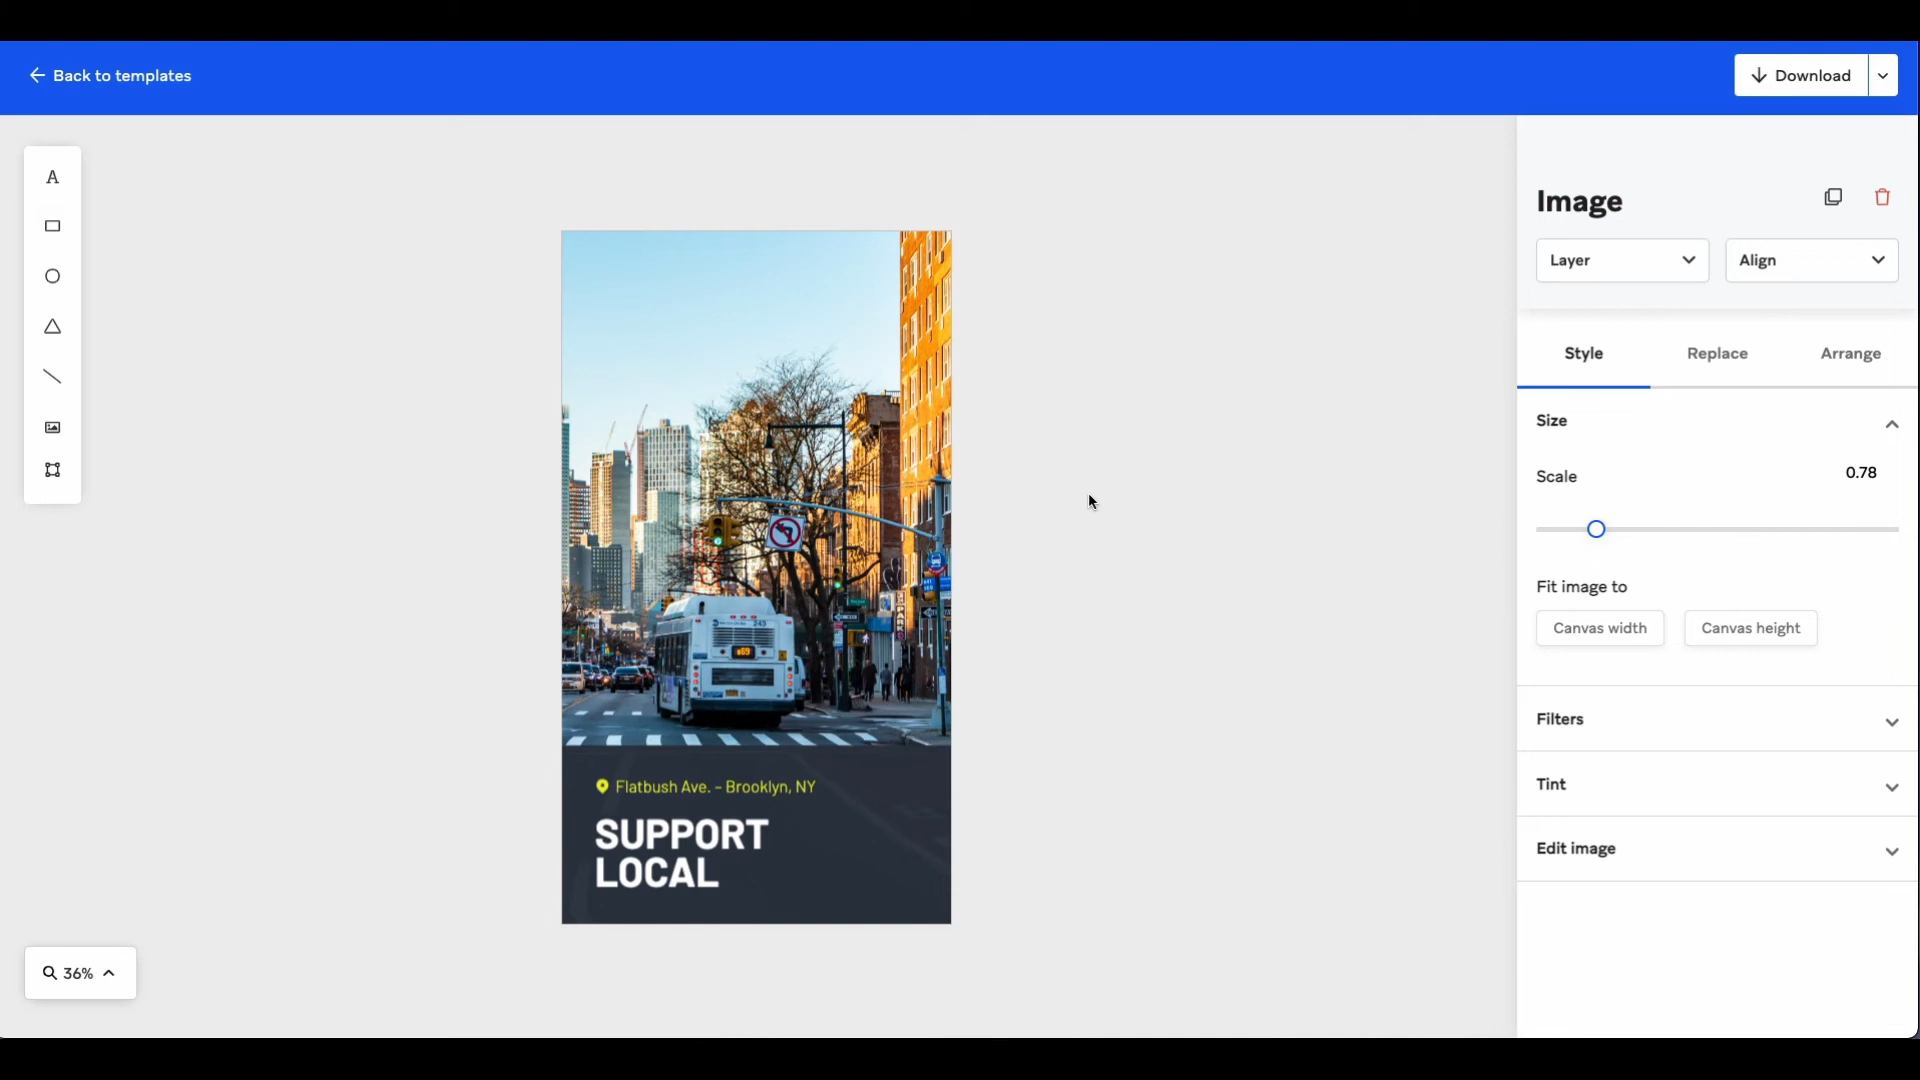 Back to templates
Download
Image
Layer
Align
Style
Replace
Arrange
Size
Scale
0.78
Fit image to
Canvas width
Canvas height
Filters
Tint
Edit image
243
Flatbush Ave. – Brooklyn, NY
SUPPORT
LOCAL
36%